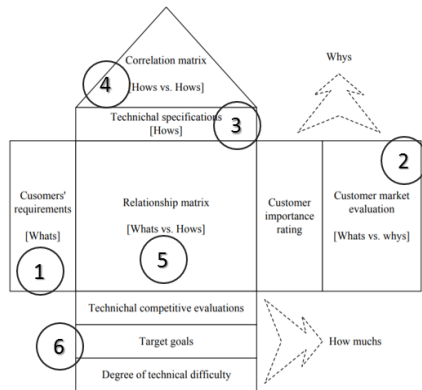 Correlation matrix
Whys
4
[Hows vs. Hows]
Technichal specifications
3
[Hows]
2
Cusomers'
requirements
[Whats]
1
Relationship matrix
[Whats vs. Hows]
5
Customer
importance
rating
Customer market
evaluation
[Whats vs. whys]
Technichal competitive evaluations
6
Target goals
How muchs
Degree of technical difficulty